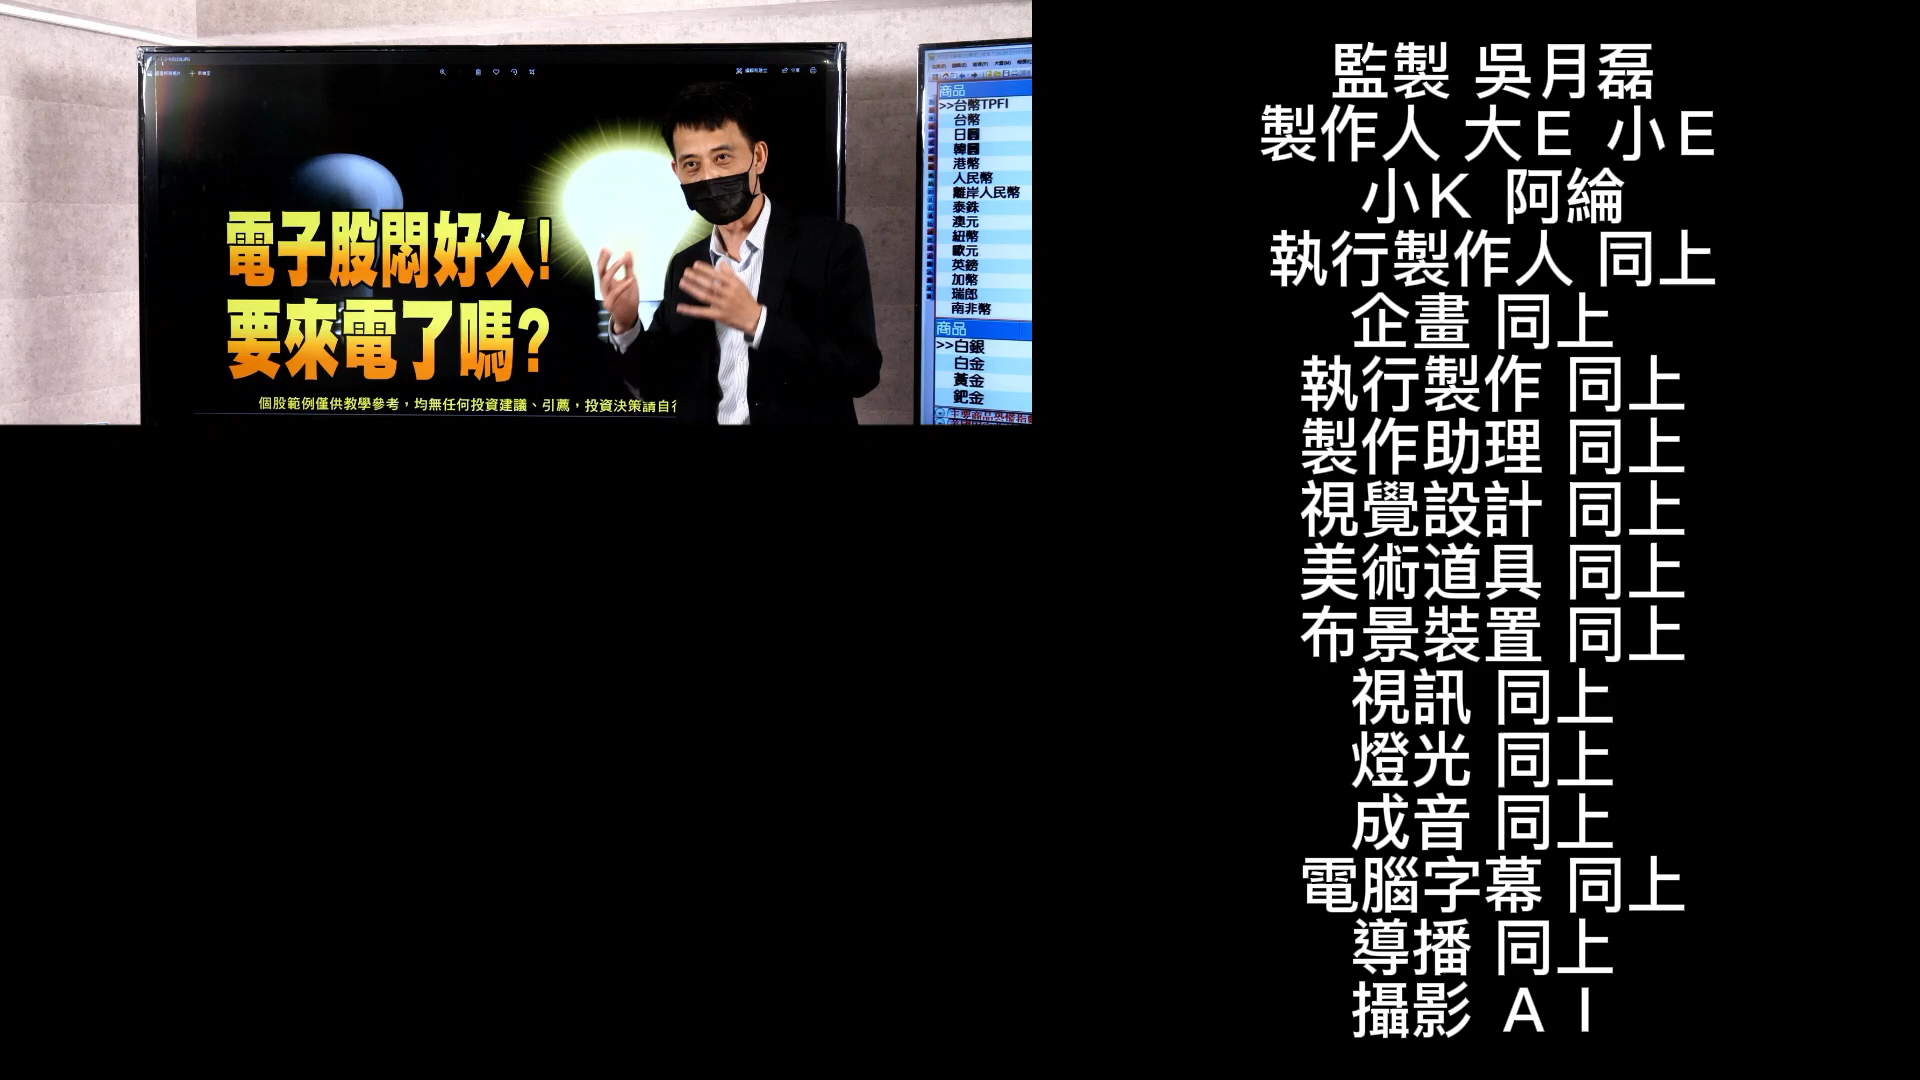 電子股悶好久!
要來電了嗎?
個股範例僅供教學參考，均無任何投資建議、引薦，投資決策請自行
商品
>>台幣TPFI
台幣
日圓
韓圓
港幣
人民幣
離岸人民幣
泰銖
澳元
紐幣
歐元
英鎊
加幣
瑞郎
南非幣
商品
>>白銀
白金
黃金
鈀金
監製 吳月磊
製作人 大E 小E
小K 阿綸
執行製作人 同上
企畫 同上
執行製作 同上
製作助理 同上
視覺設計 同上
美術道具 同上
布景裝置 同上
視訊 同上
燈光 同上
成音 同上
電腦字幕 同上
導播 同上
攝影 AI